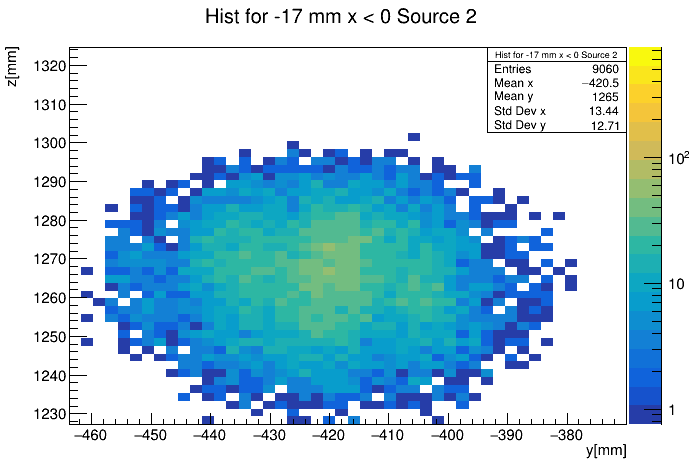 Hist for -17 mm x < 0 Source 2
z[mm]
Hist for -17 mm x < 0 Source 2
Entries 9060
Mean x −420.5
Mean y 1265
Std Dev x 13.44
Std Dev y 12.71
1320
1310
1300
1290
1280
1270
1260
1250
1240
1230
10²
10
1
−460 −450 −440 −430 −420 −410 −400 −390 −380
y[mm]